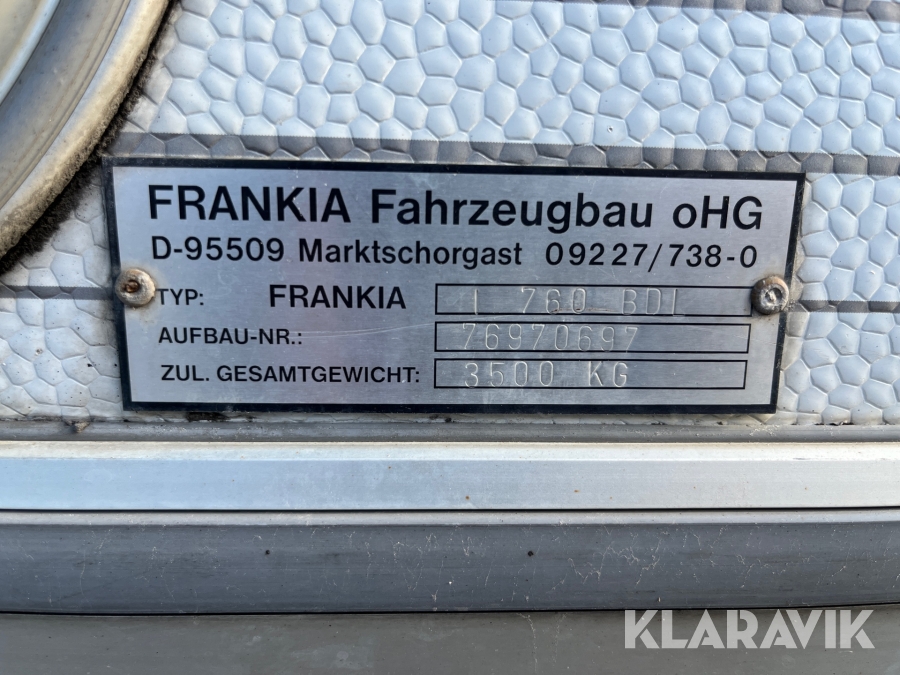 FRANKIA Fahrzeugbau oHG
D-95509 Marktschorgast 09227/738-0
TYP: FRANKIA I 760 BDL
AUFBAU-NR.: 76970697
ZUL. GESAMTGEWICHT: 3500 KG
KLARAVIK